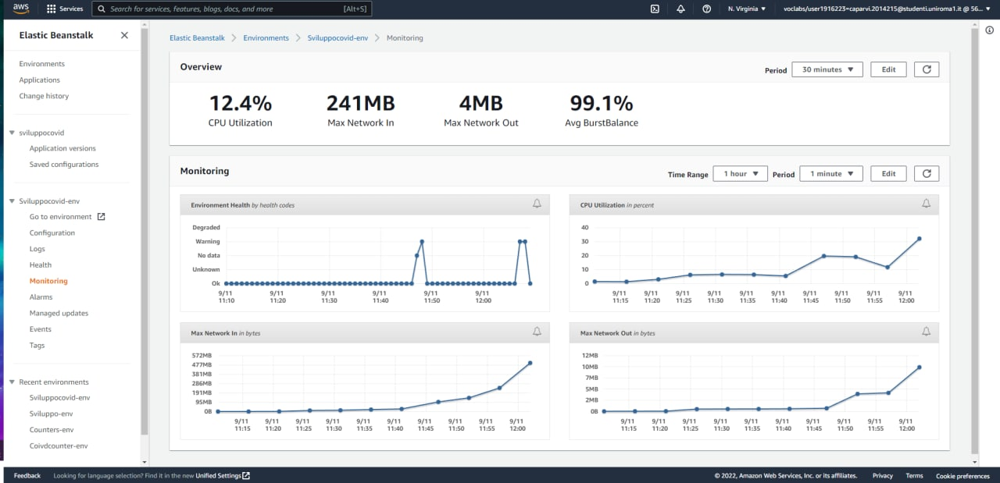 aws
Services
Search for services, features, blogs, docs, and more
[Alt+S]
N. Virginia
voclabs/user1916223=caparvi.2014215@studenti.uniroma1.it @ 56...
Elastic Beanstalk
Environments
Applications
Change history
sviluppocovid
Application versions
Saved configurations
Sviluppocovid-env
Go to environment
Configuration
Logs
Health
Monitoring
Alarms
Managed updates
Events
Tags
Recent environments
Sviluppocovid-env
Sviluppo-env
Counters-env
Coivdcounter-env
Elastic Beanstalk > Environments > Sviluppocovid-env > Monitoring
Overview
Period 30 minutes Edit
12.4% 241MB 4MB 99.1%
CPU Utilization Max Network In Max Network Out Avg BurstBalance
Monitoring
Time Range 1 hour Period 1 minute Edit
Environment Health by health codes
Degraded
Warning
No data
Unknown
Ok
9/11 9/11 9/11 9/11 9/11 9/11
11:10 11:20 11:30 11:40 11:50 12:00
CPU Utilization in percent
40
30
20
10
0
9/11 9/11 9/11 9/11 9/11 9/11 9/11 9/11 9/11 9/11
11:15 11:20 11:25 11:30 11:35 11:40 11:45 11:50 11:55 12:00
Max Network In in bytes
572MB
477MB
381MB
286MB
191MB
95MB
0B
9/11 9/11 9/11 9/11 9/11 9/11 9/11 9/11 9/11 9/11
11:15 11:20 11:25 11:30 11:35 11:40 11:45 11:50 11:55 12:00
Max Network Out in bytes
12MB
10MB
7MB
5MB
2MB
0B
9/11 9/11 9/11 9/11 9/11 9/11 9/11 9/11 9/11 9/11
11:15 11:20 11:25 11:30 11:35 11:40 11:45 11:50 11:55 12:00
Feedback Looking for language selection? Find it in the new Unified Settings
© 2022, Amazon Web Services, Inc. or its affiliates. Privacy Terms Cookie preferences